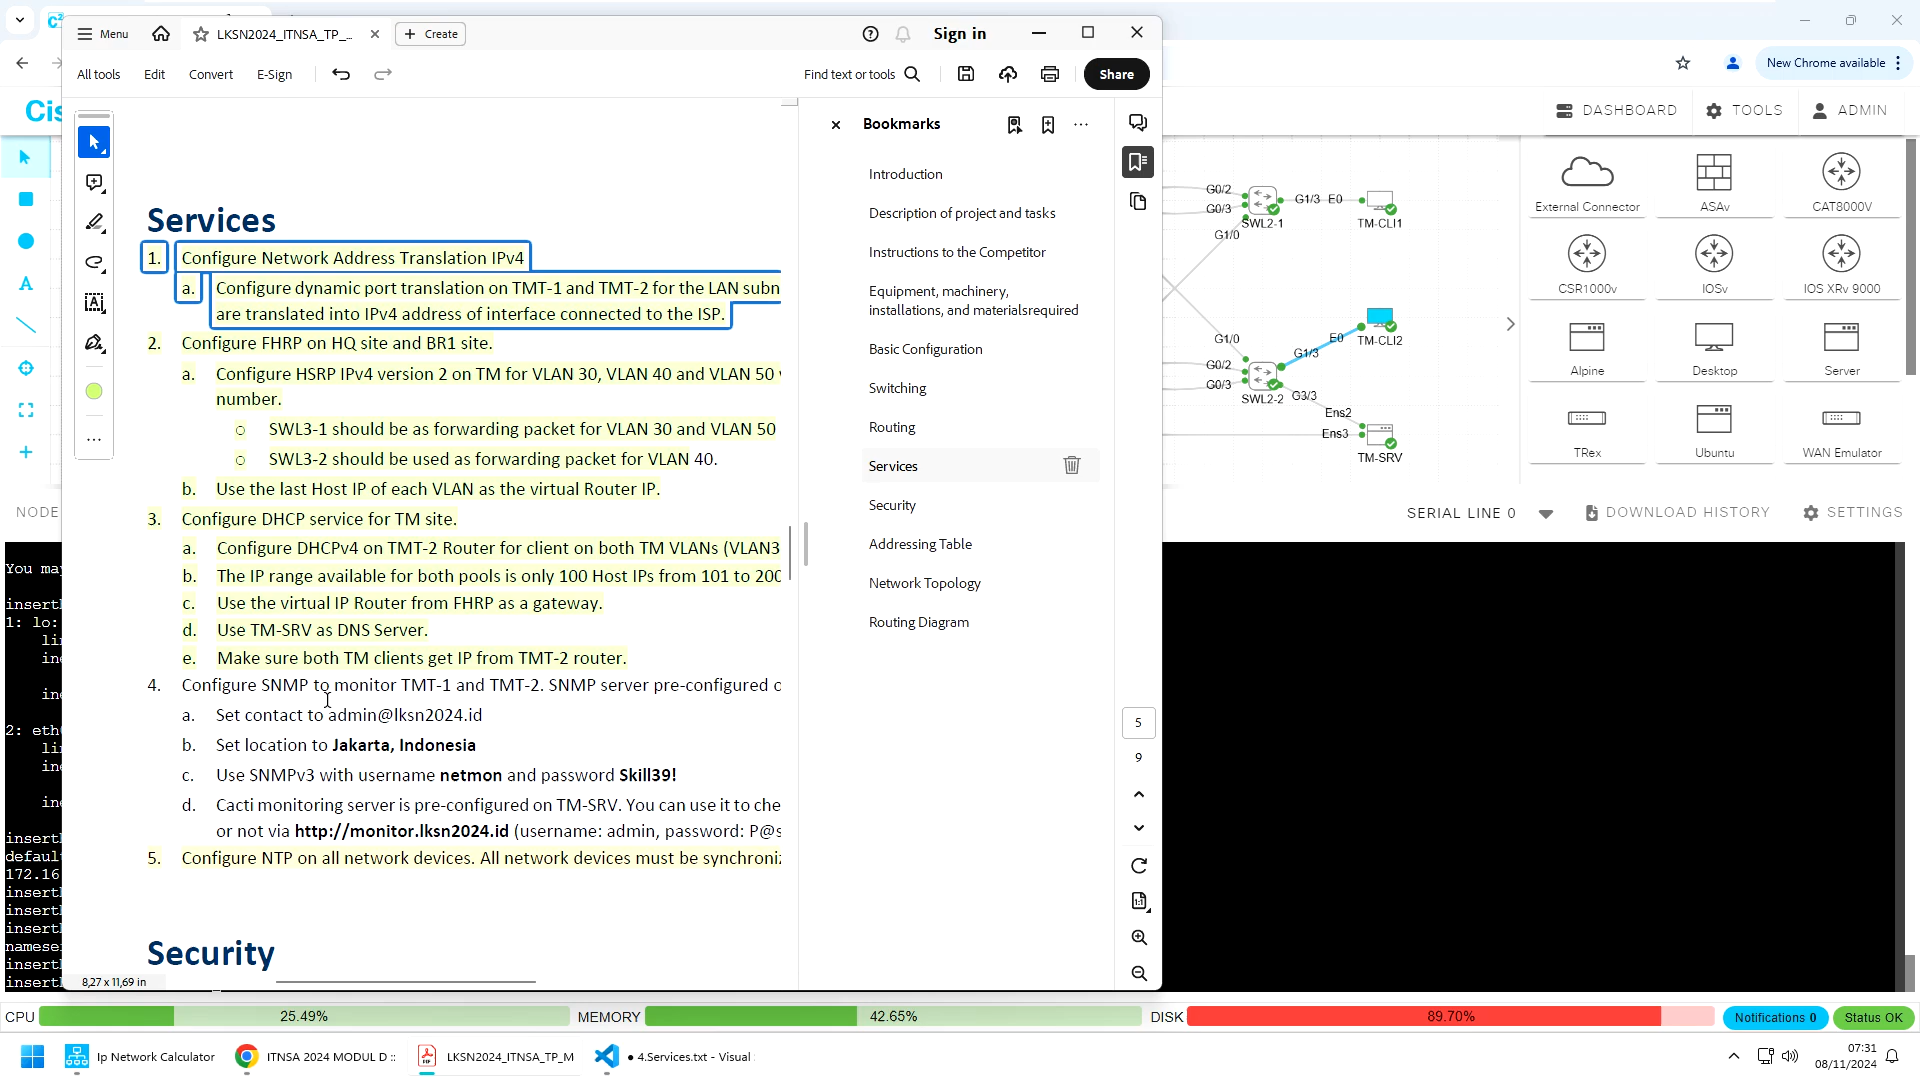 Menu
LKSN2024_ITNSA_TP_...
Create
Sign in
New Chrome available
All tools
Edit
Convert
E-Sign
Find text or tools
Share
Cis
DASHBOARD
TOOLS
ADMIN
Services
1. Configure Network Address Translation IPv4
a. Configure dynamic port translation on TMT-1 and TMT-2 for the LAN subn
are translated into IPv4 address of interface connected to the ISP.
2. Configure FHRP on HQ site and BR1 site.
a. Configure HSRP IPv4 version 2 on TM for VLAN 30, VLAN 40 and VLAN 50
number.
o SWL3-1 should be as forwarding packet for VLAN 30 and VLAN 50
o SWL3-2 should be used as forwarding packet for VLAN 40.
b. Use the last Host IP of each VLAN as the virtual Router IP.
3. Configure DHCP service for TM site.
a. Configure DHCPv4 on TMT-2 Router for client on both TM VLANs (VLAN3
b. The IP range available for both pools is only 100 Host IPs from 101 to 200
c. Use the virtual IP Router from FHRP as a gateway.
d. Use TM-SRV as DNS Server.
e. Make sure both TM clients get IP from TMT-2 router.
4. Configure SNMP to monitor TMT-1 and TMT-2. SNMP server pre-configured o
a. Set contact to admin@lksn2024.id
b. Set location to Jakarta, Indonesia
c. Use SNMPv3 with username netmon and password Skill39!
d. Cacti monitoring server is pre-configured on TM-SRV. You can use it to che
or not via http://monitor.lksn2024.id (username: admin, password: P@s
5. Configure NTP on all network devices. All network devices must be synchroniz
Security
8,27 x 11,69 in
Bookmarks
Introduction
Description of project and tasks
Instructions to the Competitor
Equipment, machinery,
installations, and materialsrequired
Basic Configuration
Switching
Routing
Services
Security
Addressing Table
Network Topology
Routing Diagram
5
9
G0/2
G0/3
G1/0
SWL2-1
G1/3
E0
TM-CLI1
G1/0
G0/2
G0/3
SWL2-2
G1/3
E0
TM-CLI2
G3/3
Ens2
Ens3
TM-SRV
External Connector
ASAv
CAT8000V
CSR1000v
IOSv
IOS XRv 9000
Alpine
Desktop
Server
TRex
Ubuntu
WAN Emulator
NODE
SERIAL LINE 0
DOWNLOAD HISTORY
SETTINGS
You may
insert
1: lo:
lin
ine
ine
2: eth
lin
ine
ine
insert
defaul
172.16
insert
insert
insert
namese
insert
insert
CPU
25.49%
MEMORY
42.65%
DISK
89.70%
Notifications 0
Status OK
Ip Network Calculator
ITNSA 2024 MODUL D ::
LKSN2024_ITNSA_TP_M
4.Services.txt - Visual
07:31
08/11/2024